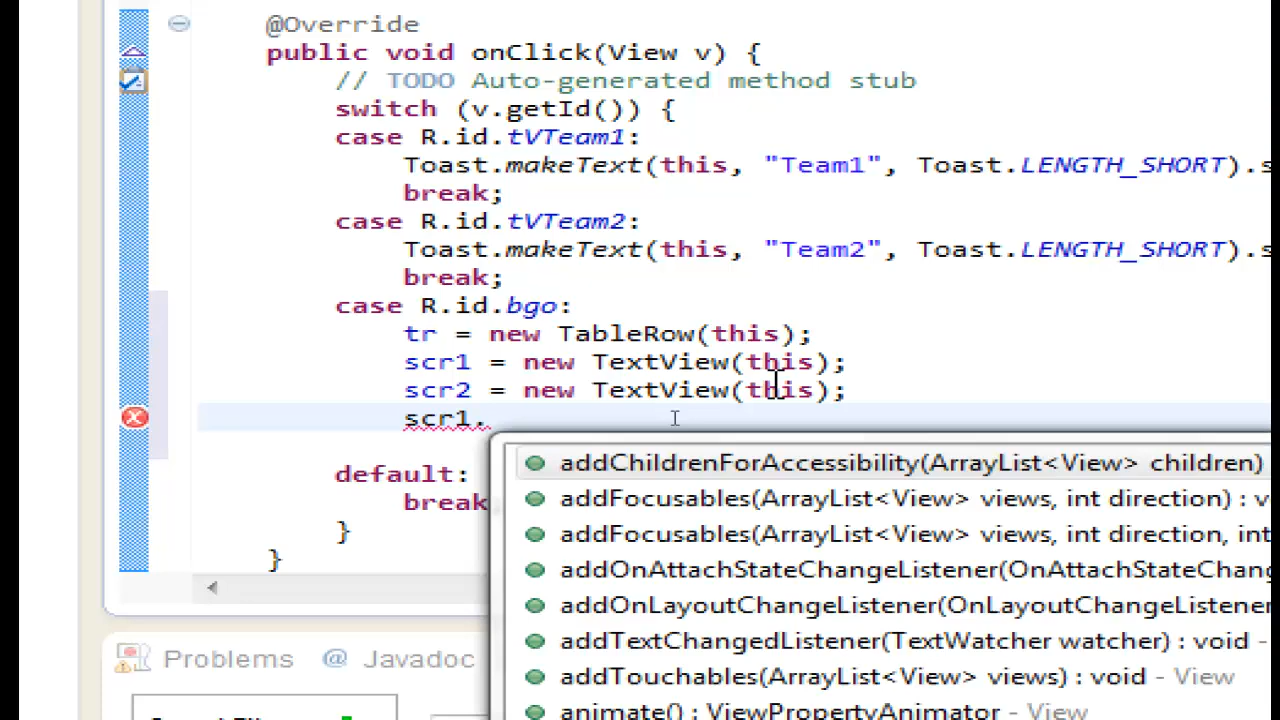 @Override
public void onClick(View v) {
// TODO Auto-generated method stub
switch (v.getId()) {
case R.id.tVTeam1:
Toast.makeText(this, "Team1", Toast.LENGTH_SHORT).s
break;
case R.id.tVTeam2:
Toast.makeText(this, "Team2", Toast.LENGTH_SHORT).s
break;
case R.id.bgo:
tr = new TableRow(this);
scr1 = new TextView(this);
scr2 = new TextView(this);
scr1.
addChildrenForAccessibility(ArrayList<View> children)
default:
addFocusables(ArrayList<View> views, int direction) : v
break
addFocusables(ArrayList<View> views, int direction, int
}
}
addOnAttachStateChangeListener(OnAttachStateChang
addOnLayoutChangeListener(OnLayoutChangeListener
addTextChangedListener(TextWatcher watcher) : void -
Problems @ Javadoc
addTouchables(ArrayList<View> views) : void - View
animate() : ViewPropertyAnimator - View